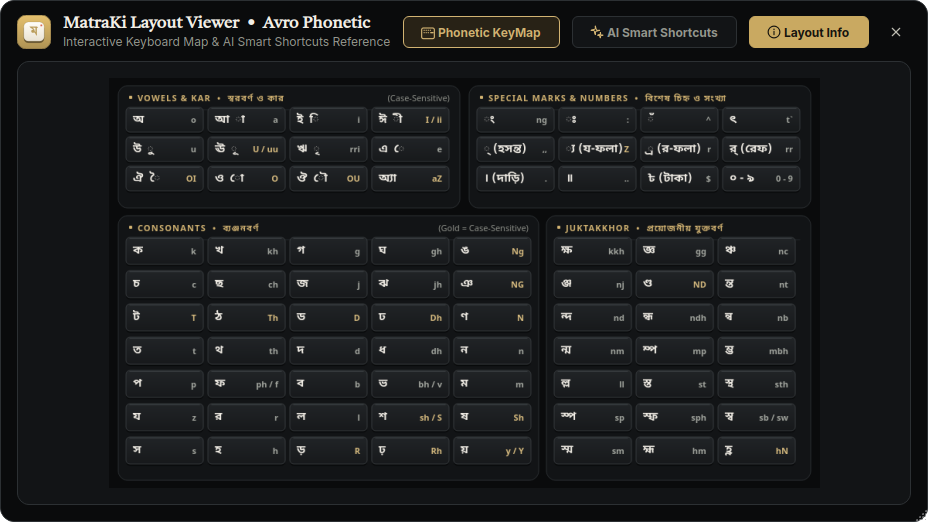 ম
MatraKi Layout Viewer • Avro Phonetic
Interactive Keyboard Map & AI Smart Shortcuts Reference
Phonetic KeyMap
AI Smart Shortcuts
Layout Info
VOWELS & KAR • স্বরবর্ণ ও কার (Case-Sensitive)
অ o আ া a ই ি i ঈ ী I / ii
উ ু u ঊ ূ U / uu ঋ ৃ rri এ ে e
ঐ ৈ OI ও ো O ঔ ৌ OU অ্যা aZ
SPECIAL MARKS & NUMBERS • বিশেষ চিহ্ন ও সংখ্যা
ং ng ঃ : ঁ ^ ৎ t`
্ (হসন্ত) ,, ্য (য-ফলা) Z ্র (র-ফলা) r র্ (রেফ) rr
। (দাড়ি) . ॥ .. ৳ (টাকা) $ ০ - ৯ 0 - 9
CONSONANTS • ব্যঞ্জনবর্ণ (Gold = Case-Sensitive)
ক k খ kh গ g ঘ gh ঙ Ng
চ c ছ ch জ j ঝ jh ঞ NG
ট T ঠ Th ড D ঢ Dh ণ N
ত t থ th দ d ধ dh ন n
প p ফ ph / f ব b ভ bh / v ম m
য z র r ল l শ sh / S ষ Sh
স s হ h ড় R ঢ় Rh য় y / Y
JUKTAKKHOR • প্রয়োজনীয় যুক্তবর্ণ
ক্ষ kkh জ্ঞ gg ঞ্চ nc
ঞ্জ nj ণ্ড ND ন্ত nt
ন্দ nd ন্ধ ndh ম্ব nb
ন্ম nm ম্প mp ম্ভ mbh
ল্ল ll স্ত st স্থ sth
স্প sp স্ফ sph স্ব sb / sw
স্ম sm হ্ম hm হ্ণ hN